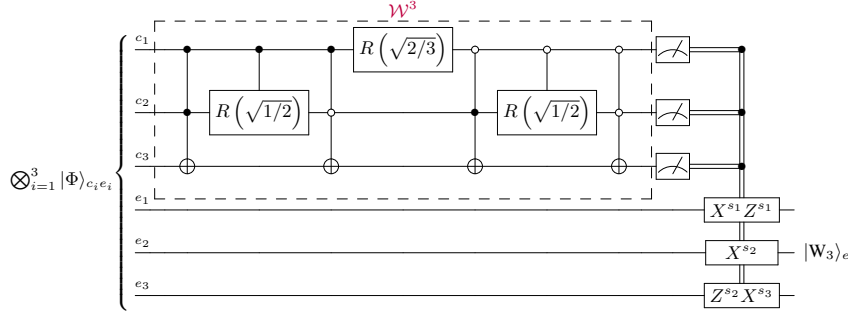 𝒲³
c₁
R(√2/3)
c₂
R(√1/2)
R(√1/2)
c₃
⨂³ᵢ₌₁ |Φ⟩_{cᵢeᵢ}
e₁
X^{s₁} Z^{s₁}
e₂
X^{s₂}
|W₃⟩ₑ
e₃
Z^{s₂} X^{s₃}